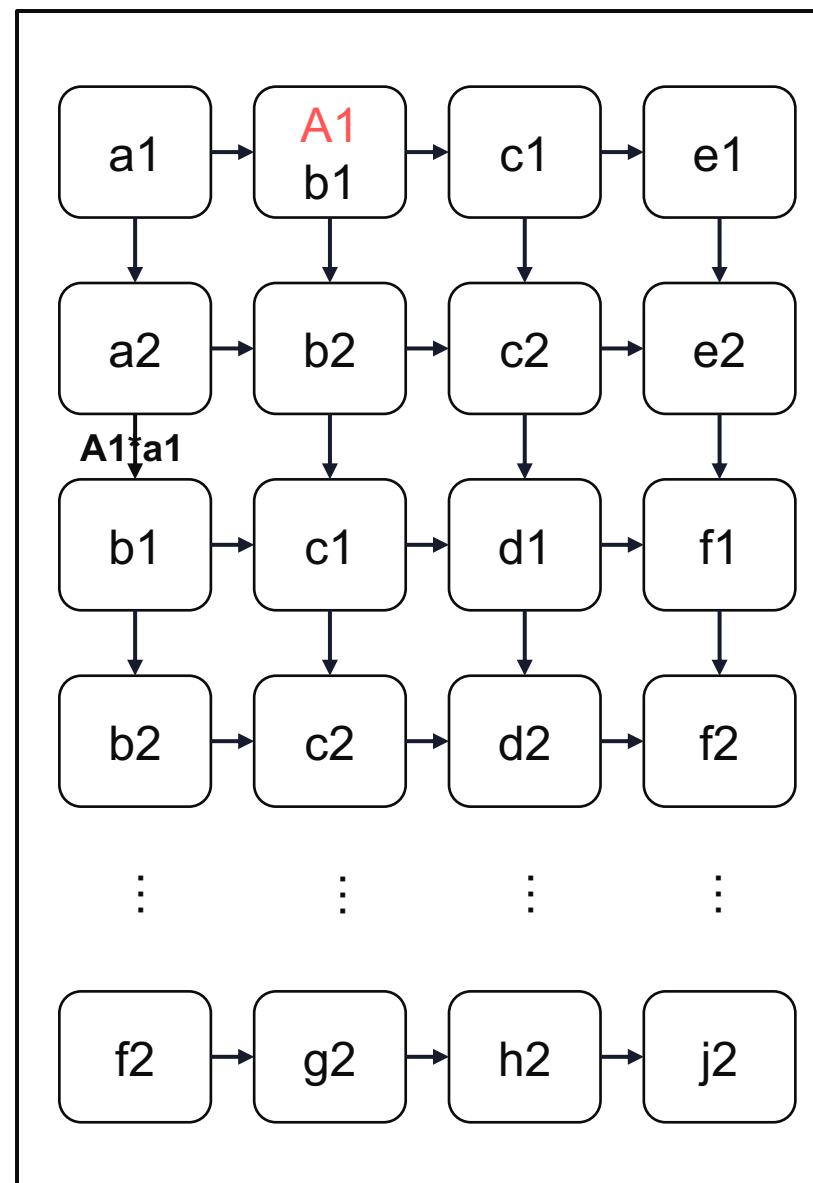 a1 A1 c1 e1
b1
a2 b2 c2 e2
A1*a1
b1 c1 d1 f1
b2 c2 d2 f2
⋮ ⋮ ⋮ ⋮
f2 g2 h2 j2